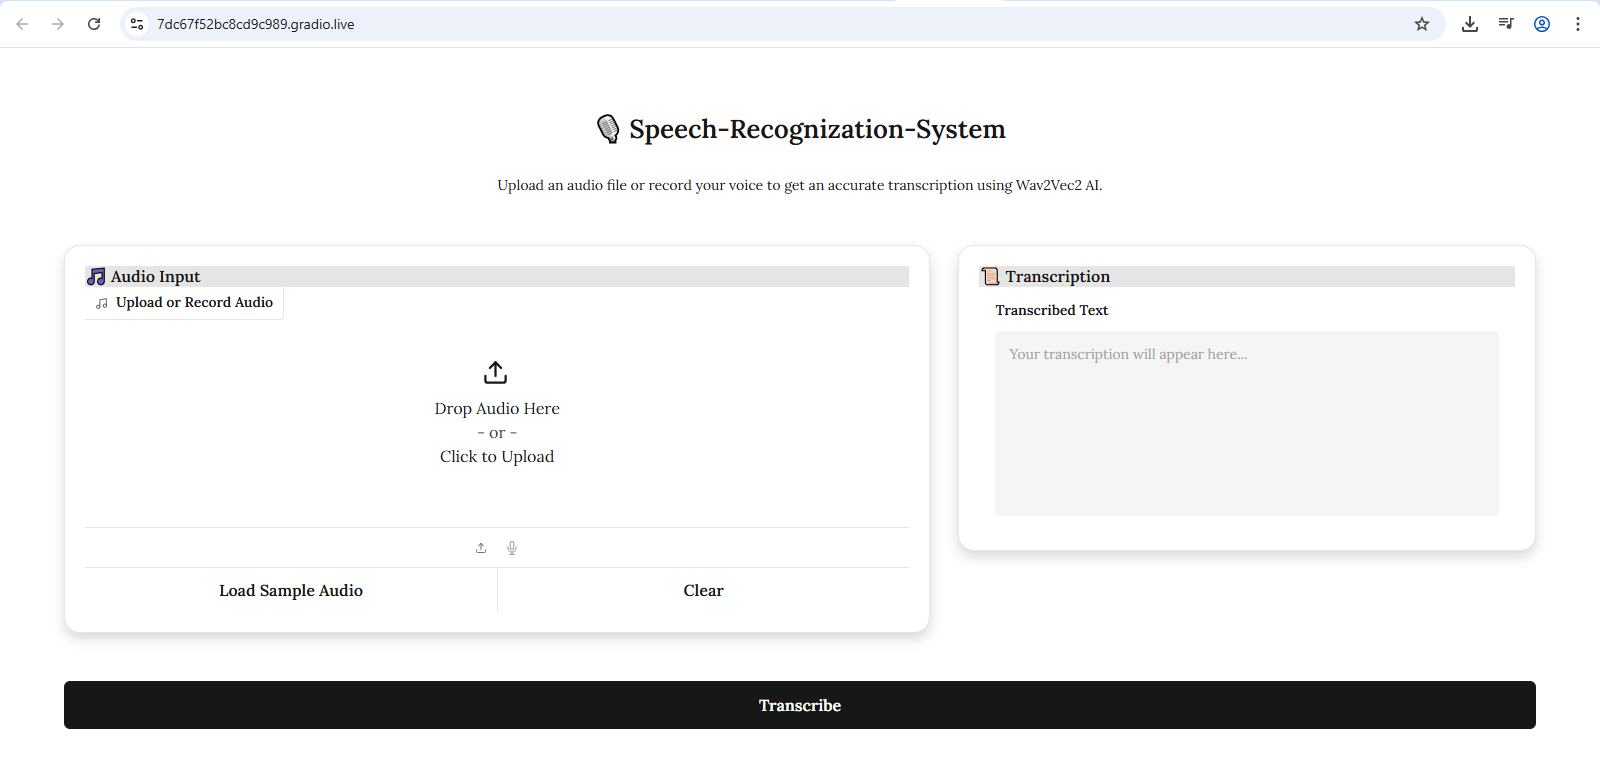 7dc67f52bc8cd9c989.gradio.live
Speech-Recognization-System
Upload an audio file or record your voice to get an accurate transcription using Wav2Vec2 AI.
Audio Input
Upload or Record Audio
Drop Audio Here
- or -
Click to Upload
Load Sample Audio
Clear
Transcription
Transcribed Text
Your transcription will appear here...
Transcribe